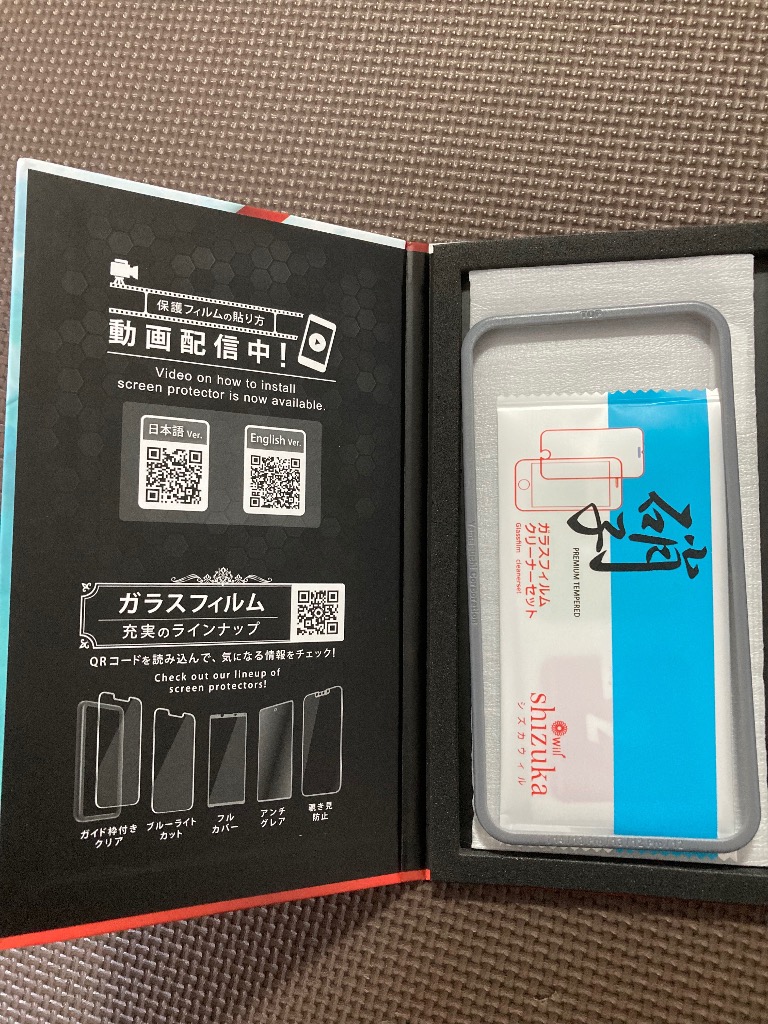 保護フィルムの貼り方
動画配信中!
Video on how to install
screen protector is now available.
日本語 Ver.
English Ver.
ガラスフィルム
充実のラインナップ
QRコードを読み込んで、気になる情報をチェック!
Check out our lineup of
screen protectors!
ガイド枠付き
クリア
ブルーライト
カット
フル
カバー
アンチ
グレア
覗き見
防止
TOP
硝子
PREMIUM TEMPERED
ガラスフィルム
クリーナーセット
Glassfilm cleanerset
will
shizuka
シズカウィル